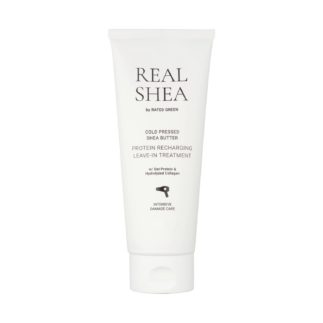 REAL
SHEA
by RATED GREEN
COLD PRESSED
SHEA BUTTER
PROTEIN RECHARGING
LEAVE-IN TREATMENT
w/ Oat Protein &
Hydrolyzed Collagen
INTENSIVE
DAMAGE CARE